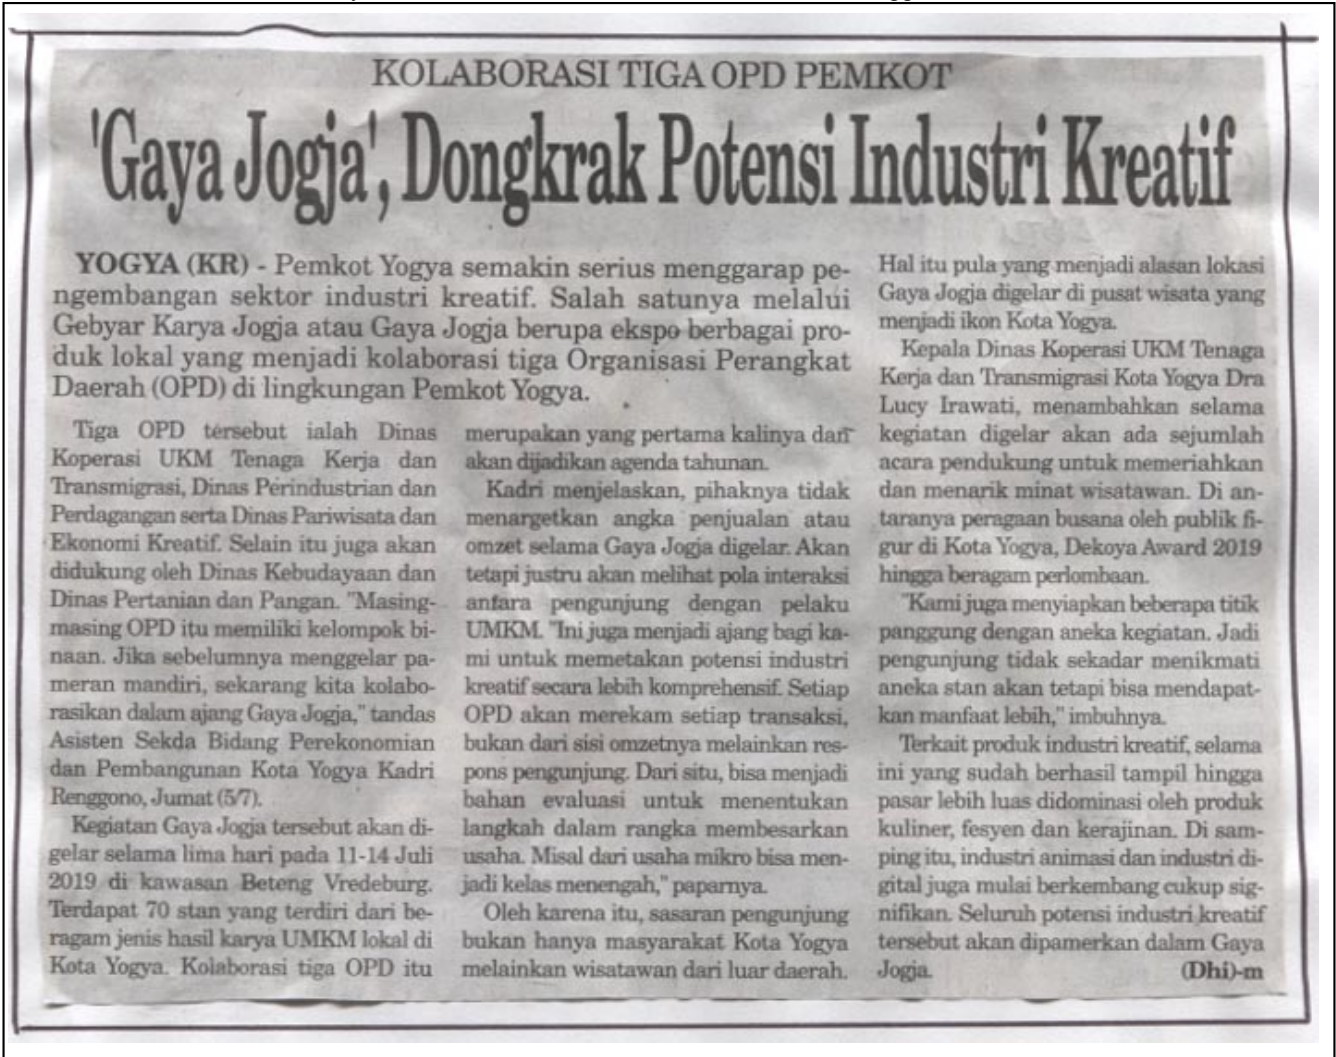 KOLABORASI TIGA OPD PEMKOT
'Gaya Jogja', Dongkrak Potensi Industri Kreatif
YOGYA (KR) - Pemkot Yogya semakin serius menggarap pe-
ngembangan sektor industri kreatif. Salah satunya melalui
Gebyar Karya Jogja atau Gaya Jogja berupa ekspo berbagai pro-
duk lokal yang menjadi kolaborasi tiga Organisasi Perangkat
Daerah (OPD) di lingkungan Pemkot Yogya.
Tiga OPD tersebut ialah Dinas
Koperasi UKM Tenaga Kerja dan
Transmigrasi, Dinas Perindustrian dan
Perdagangan serta Dinas Pariwisata dan
Ekonomi Kreatif. Selain itu juga akan
didukung oleh Dinas Kebudayaan dan
Dinas Pertanian dan Pangan. "Masing-
masing OPD itu memiliki kelompok bi-
naan. Jika sebelumnya menggelar pa-
meran mandiri, sekarang kita kolabo-
rasikan dalam ajang Gaya Jogja," tandas
Asisten Sekda Bidang Perekonomian
dan Pembangunan Kota Yogya Kadri
Renggono, Jumat (5/7).
Kegiatan Gaya Jogja tersebut akan di-
gelar selama lima hari pada 11-14 Juli
2019 di kawasan Beteng Vredeburg.
Terdapat 70 stan yang terdiri dari be-
ragam jenis hasil karya UMKM lokal di
Kota Yogya. Kolaborasi tiga OPD itu
merupakan yang pertama kalinya dan
akan dijadikan agenda tahunan.
Kadri menjelaskan, pihaknya tidak
menargetkan angka penjualan atau
omzet selama Gaya Jogja digelar. Akan
tetapi justru akan melihat pola interaksi
antara pengunjung dengan pelaku
UMKM. "Ini juga menjadi ajang bagi ka-
mi untuk memetakan potensi industri
kreatif secara lebih komprehensif. Setiap
OPD akan merekam setiap transaksi,
bukan dari sisi omzetnya melainkan res-
pons pengunjung. Dari situ, bisa menjadi
bahan evaluasi untuk menentukan
langkah dalam rangka membesarkan
usaha. Misal dari usaha mikro bisa men-
jadi kelas menengah," paparnya.
Oleh karena itu, sasaran pengunjung
bukan hanya masyarakat Kota Yogya
melainkan wisatawan dari luar daerah.
Hal itu pula yang menjadi alasan lokasi
Gaya Jogja digelar di pusat wisata yang
menjadi ikon Kota Yogya.
Kepala Dinas Koperasi UKM Tenaga
Kerja dan Transmigrasi Kota Yogya Dra
Lucy Irawati, menambahkan selama
kegiatan digelar akan ada sejumlah
acara pendukung untuk memeriahkan
dan menarik minat wisatawan. Di an-
taranya peragaan busana oleh publik fi-
gur di Kota Yogya, Dekoya Award 2019
hingga beragam perlombaan.
"Kami juga menyiapkan beberapa titik
panggung dengan aneka kegiatan. Jadi
pengunjung tidak sekadar menikmati
aneka stan akan tetapi bisa mendapat-
kan manfaat lebih," imbuhnya.
Terkait produk industri kreatif, selama
ini yang sudah berhasil tampil hingga
pasar lebih luas didominasi oleh produk
kuliner, fesyen dan kerajinan. Di sam-
ping itu, industri animasi dan industri di-
gital juga mulai berkembang cukup sig-
nifikan. Seluruh potensi industri kreatif
tersebut akan dipamerkan dalam Gaya
Jogja. (Dhi)-m